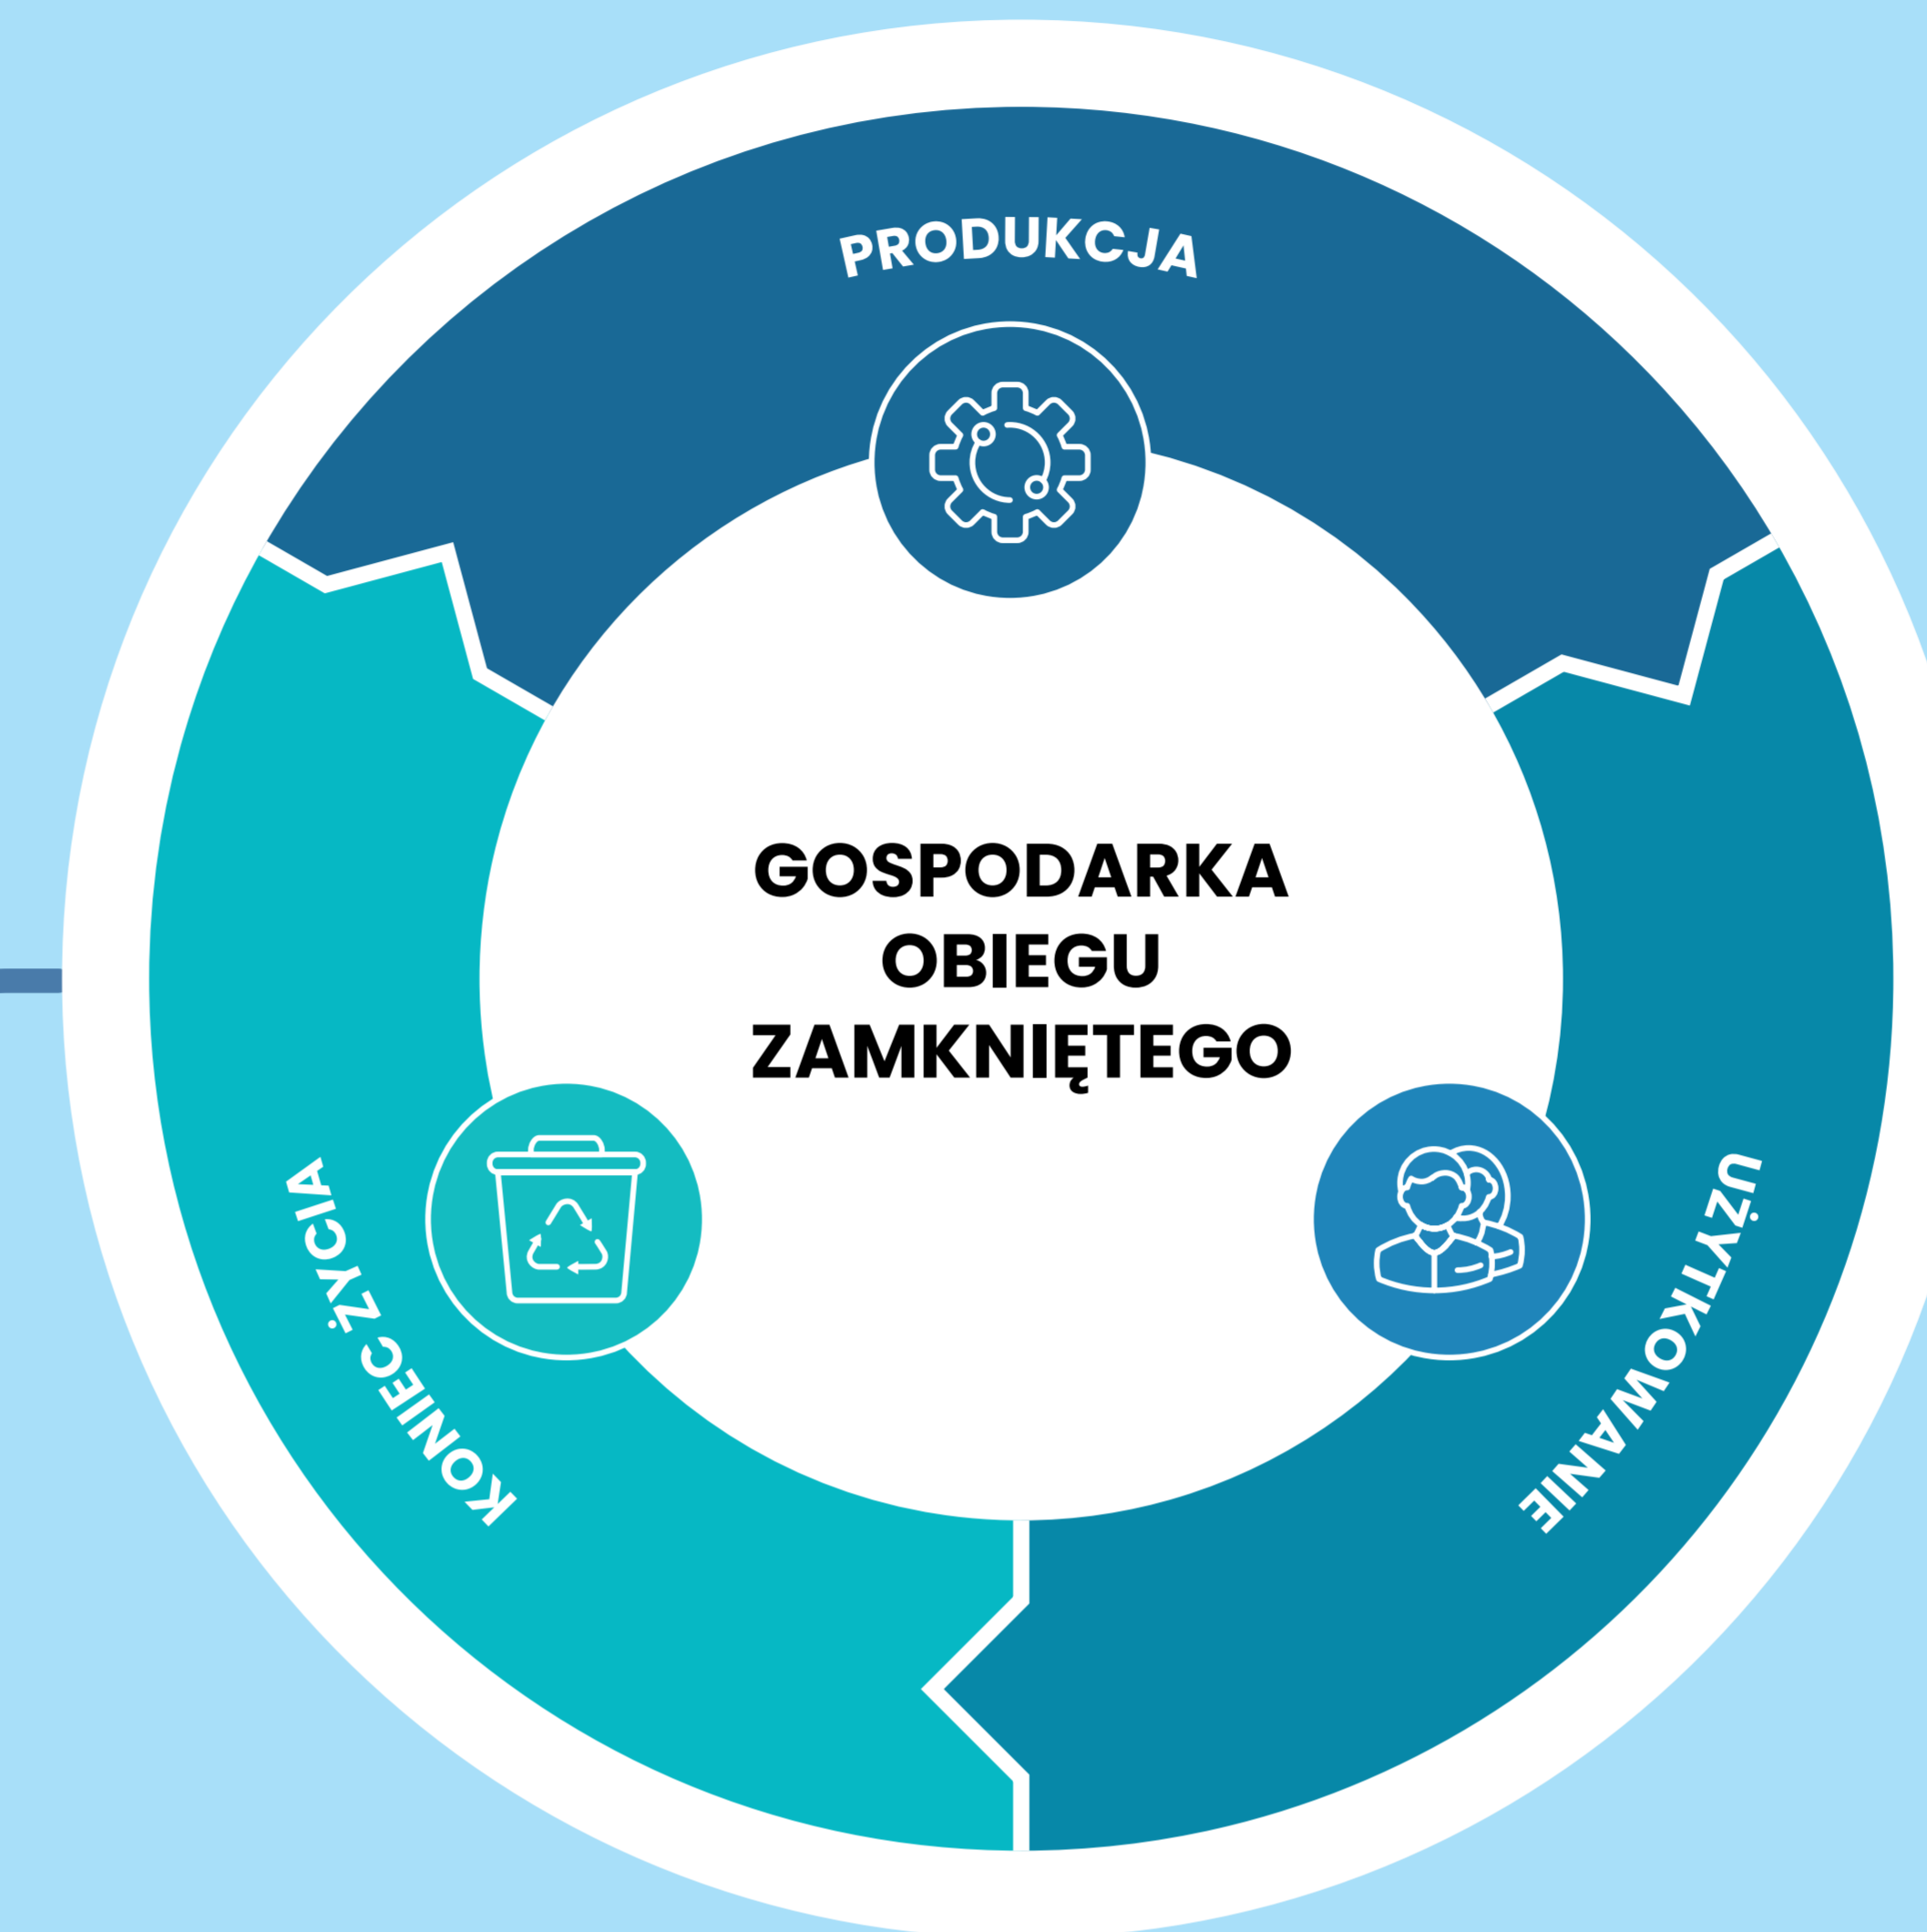 PRODUKCJA
GOSPODARKA
OBIEGU
ZAMKNIĘTEGO
UŻYTKOWANIE
KONIEC ŻYCIA